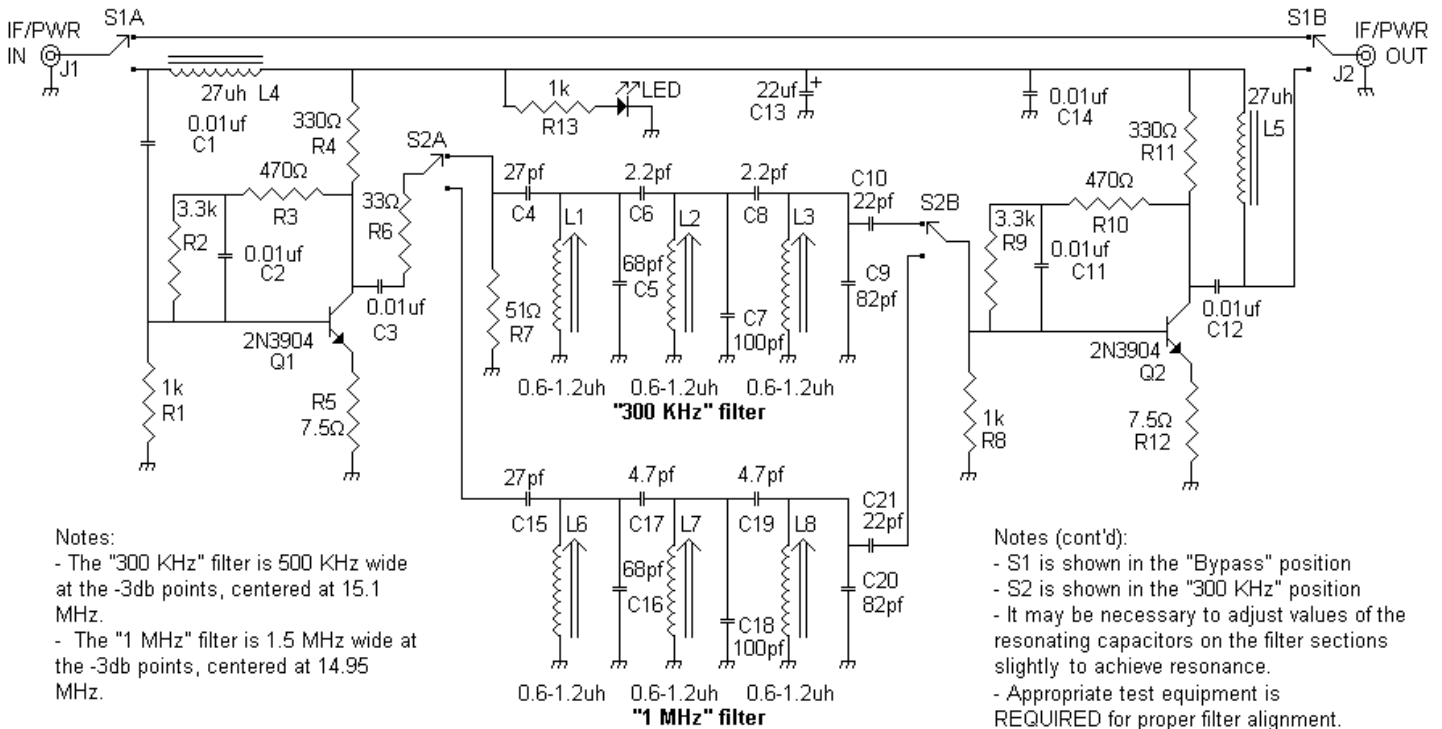 S1A
S1B
IF/PWR
IN
J1
IF/PWR
OUT
J2
27uh L4
0.01uf
C1
330Ω
R4
1k
R13
LED
22uf
+
C13
0.01uf
C14
330Ω
R11
27uh
L5
S2A
470Ω
R3
3.3k
R2
0.01uf
C2
33Ω
R6
0.01uf
C3
2N3904
Q1
1k
R1
R5
7.5Ω
27pf
C4
2.2pf
C6
2.2pf
C8
C10
22pf
S2B
L1
L2
L3
68pf
C5
C7
100pf
C9
82pf
51Ω
R7
0.6-1.2uh
0.6-1.2uh
0.6-1.2uh
"300 KHz" filter
470Ω
R10
3.3k
R9
0.01uf
C11
0.01uf
C12
2N3904
Q2
1k
R8
7.5Ω
R12
27pf
C15
4.7pf
C17
4.7pf
C19
C21
22pf
L6
L7
L8
68pf
C16
C18
100pf
C20
82pf
0.6-1.2uh
0.6-1.2uh
0.6-1.2uh
"1 MHz" filter
Notes:
- The "300 KHz" filter is 500 KHz wide
at the -3db points, centered at 15.1
MHz.
- The "1 MHz" filter is 1.5 MHz wide at
the -3db points, centered at 14.95
MHz.
Notes (cont'd):
- S1 is shown in the "Bypass" position
- S2 is shown in the "300 KHz" position
- It may be necessary to adjust values of the
resonating capacitors on the filter sections
slightly to achieve resonance.
- Appropriate test equipment is
REQUIRED for proper filter alignment.